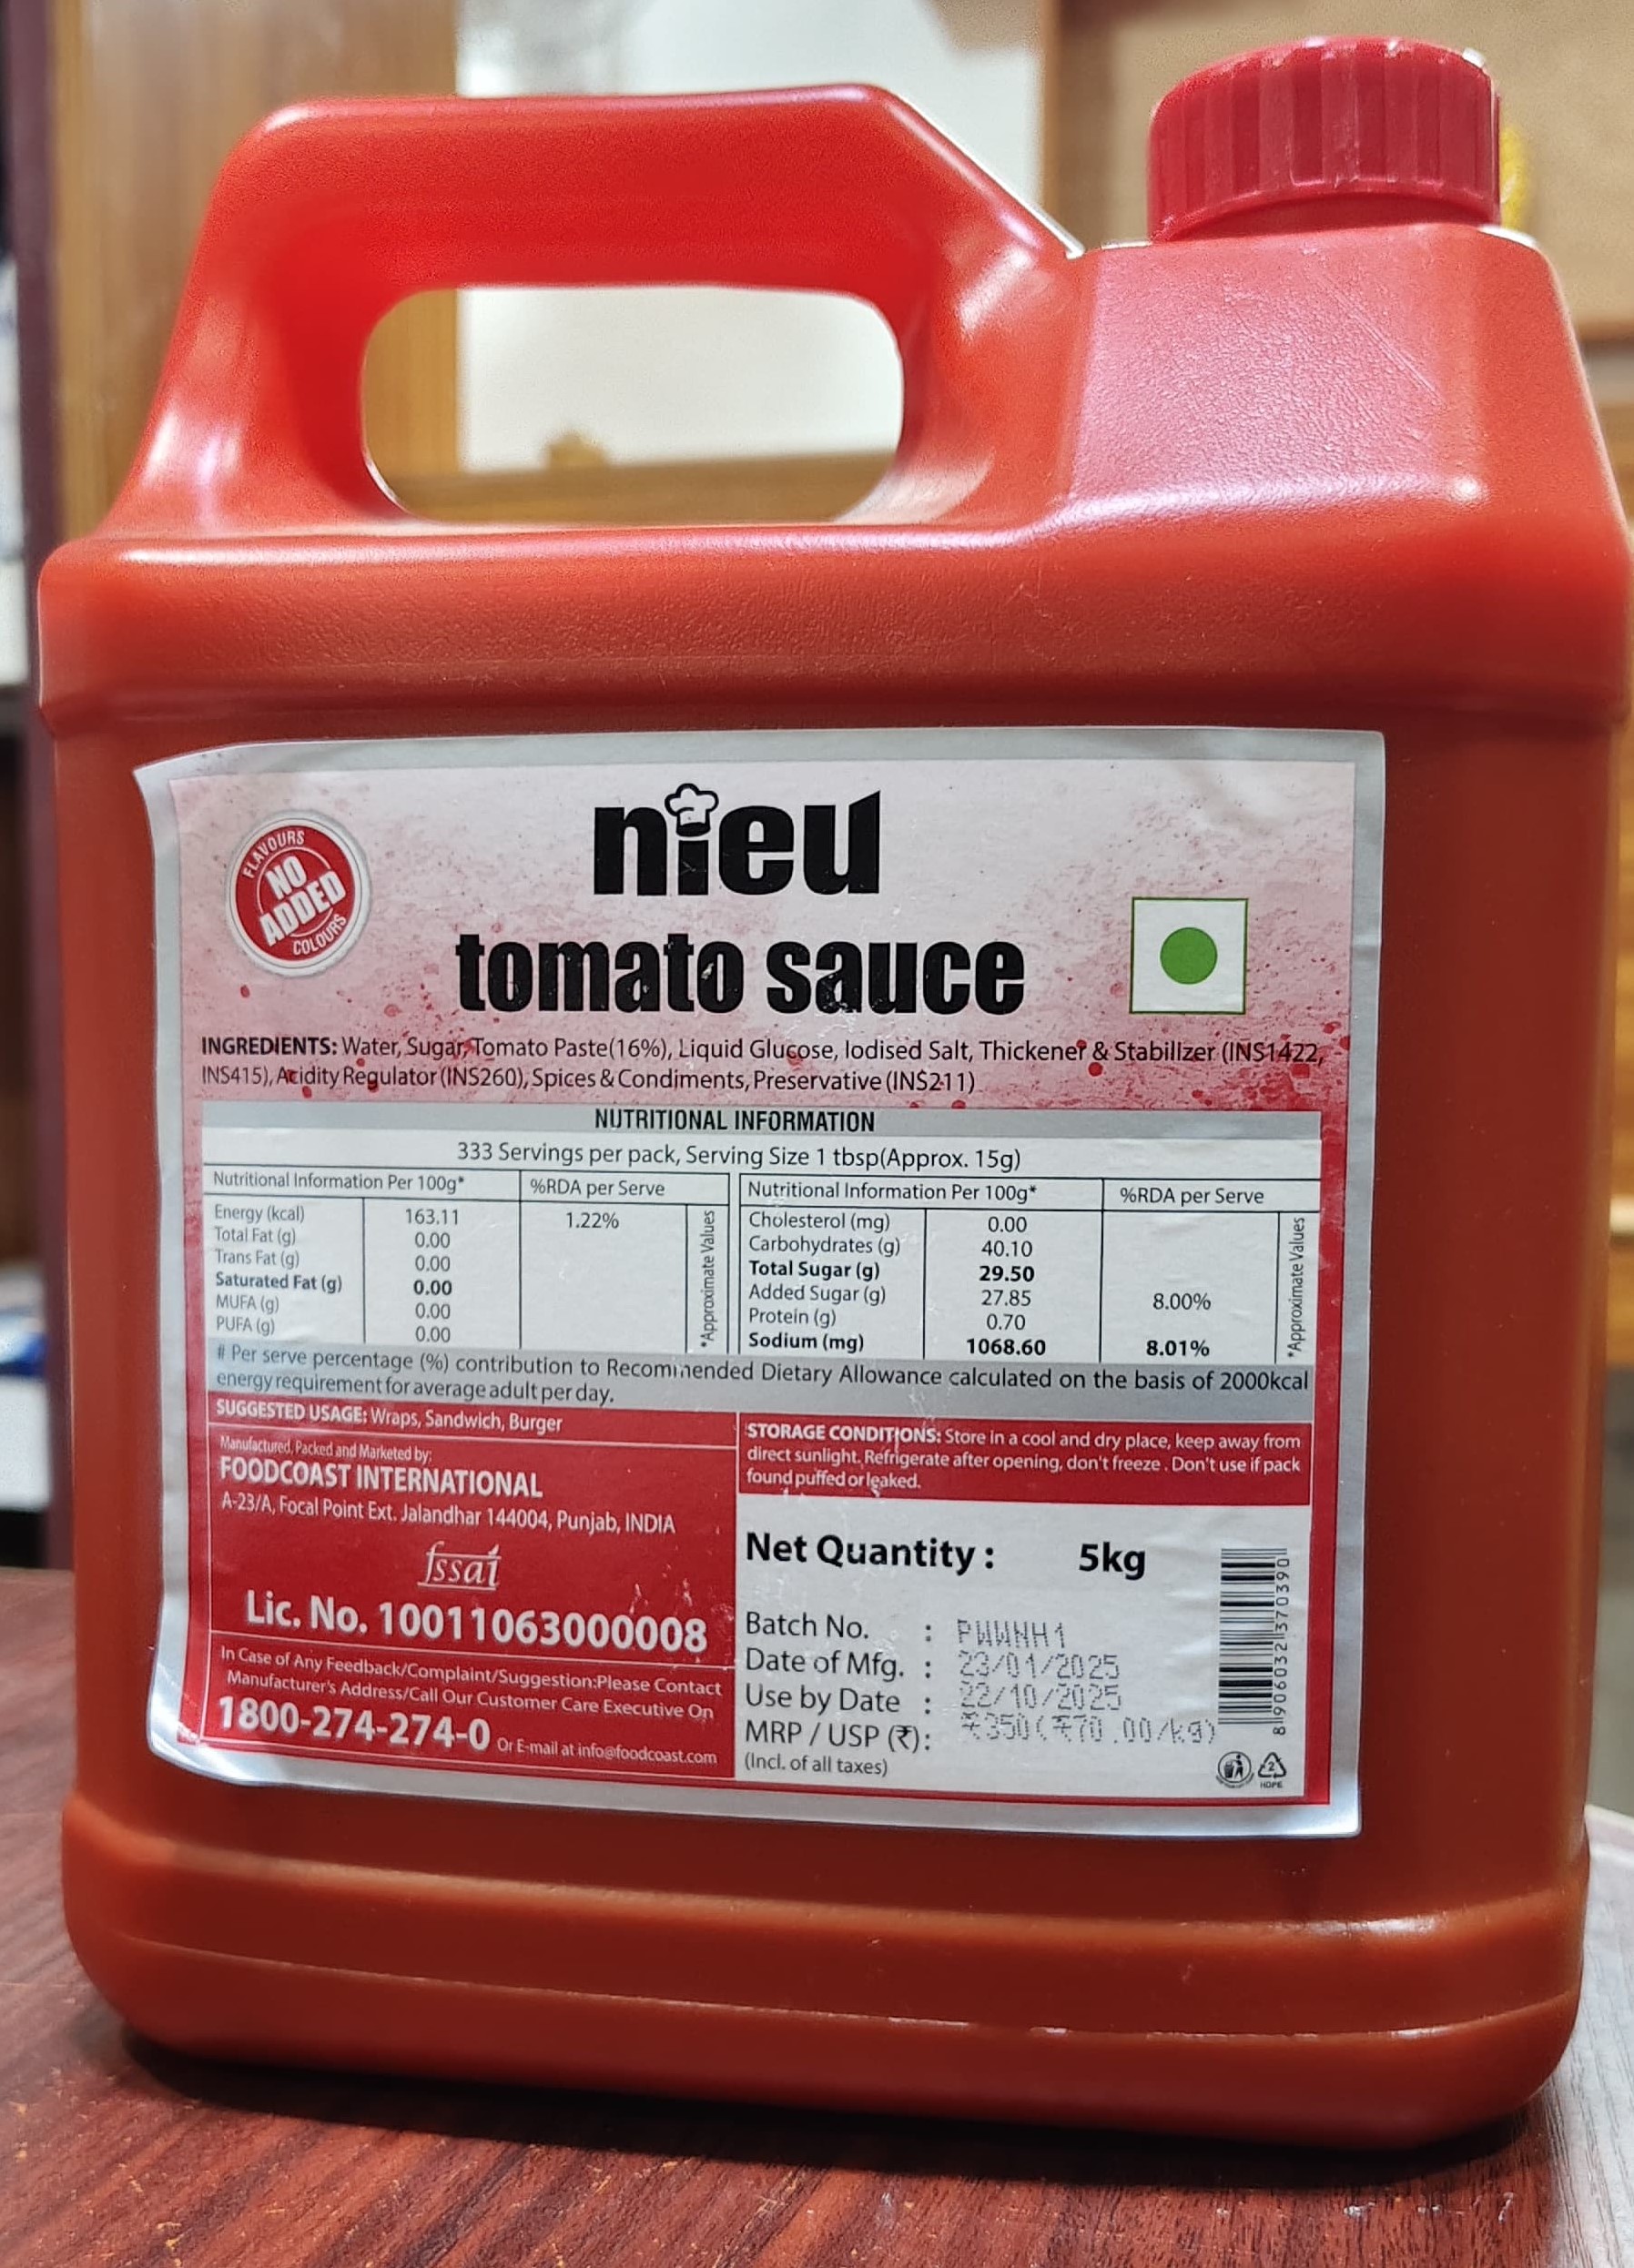 FLAVOURS
NO
ADDED
COLOURS
nieu
tomato sauce
INGREDIENTS: Water, Sugar, Tomato Paste(16%), Liquid Glucose, Iodised Salt, Thickener & Stabilizer (INS1422,
INS415), Acidity Regulator (INS260), Spices & Condiments, Preservative (INS211)
NUTRITIONAL INFORMATION
333 Servings per pack, Serving Size 1 tbsp(Approx. 15g)
Nutritional Information Per 100g* %RDA per Serve
Energy (kcal) 163.11 1.22%
Total Fat (g) 0.00
Trans Fat (g) 0.00
Saturated Fat (g) 0.00
MUFA (g) 0.00
PUFA (g) 0.00
*Approximate Values
Nutritional Information Per 100g* %RDA per Serve
Cholesterol (mg) 0.00
Carbohydrates (g) 40.10
Total Sugar (g) 29.50
Added Sugar (g) 27.85 8.00%
Protein (g) 0.70
Sodium (mg) 1068.60 8.01%
*Approximate Values
# Per serve percentage (%) contribution to Recommended Dietary Allowance calculated on the basis of 2000kcal
energy requirement for average adult per day.
SUGGESTED USAGE: Wraps, Sandwich, Burger
Manufactured, Packed and Marketed by:
FOODCOAST INTERNATIONAL
A-23/A, Focal Point Ext. Jalandhar 144004, Punjab, INDIA
fssai
Lic. No. 10011063000008
In Case of Any Feedback/Complaint/Suggestion:Please Contact
Manufacturer's Address/Call Our Customer Care Executive On
1800-274-274-0 Or E-mail at info@foodcoast.com
STORAGE CONDITIONS: Store in a cool and dry place, keep away from
direct sunlight. Refrigerate after opening, don't freeze . Don't use if pack
found puffed or leaked.
Net Quantity : 5kg
Batch No. : PWWNH1
Date of Mfg. : 23/01/2025
Use by Date : 22/10/2025
MRP / USP (₹): ₹350(₹70.00/kg)
(Incl. of all taxes)
8 906032 370390
2
HDPE